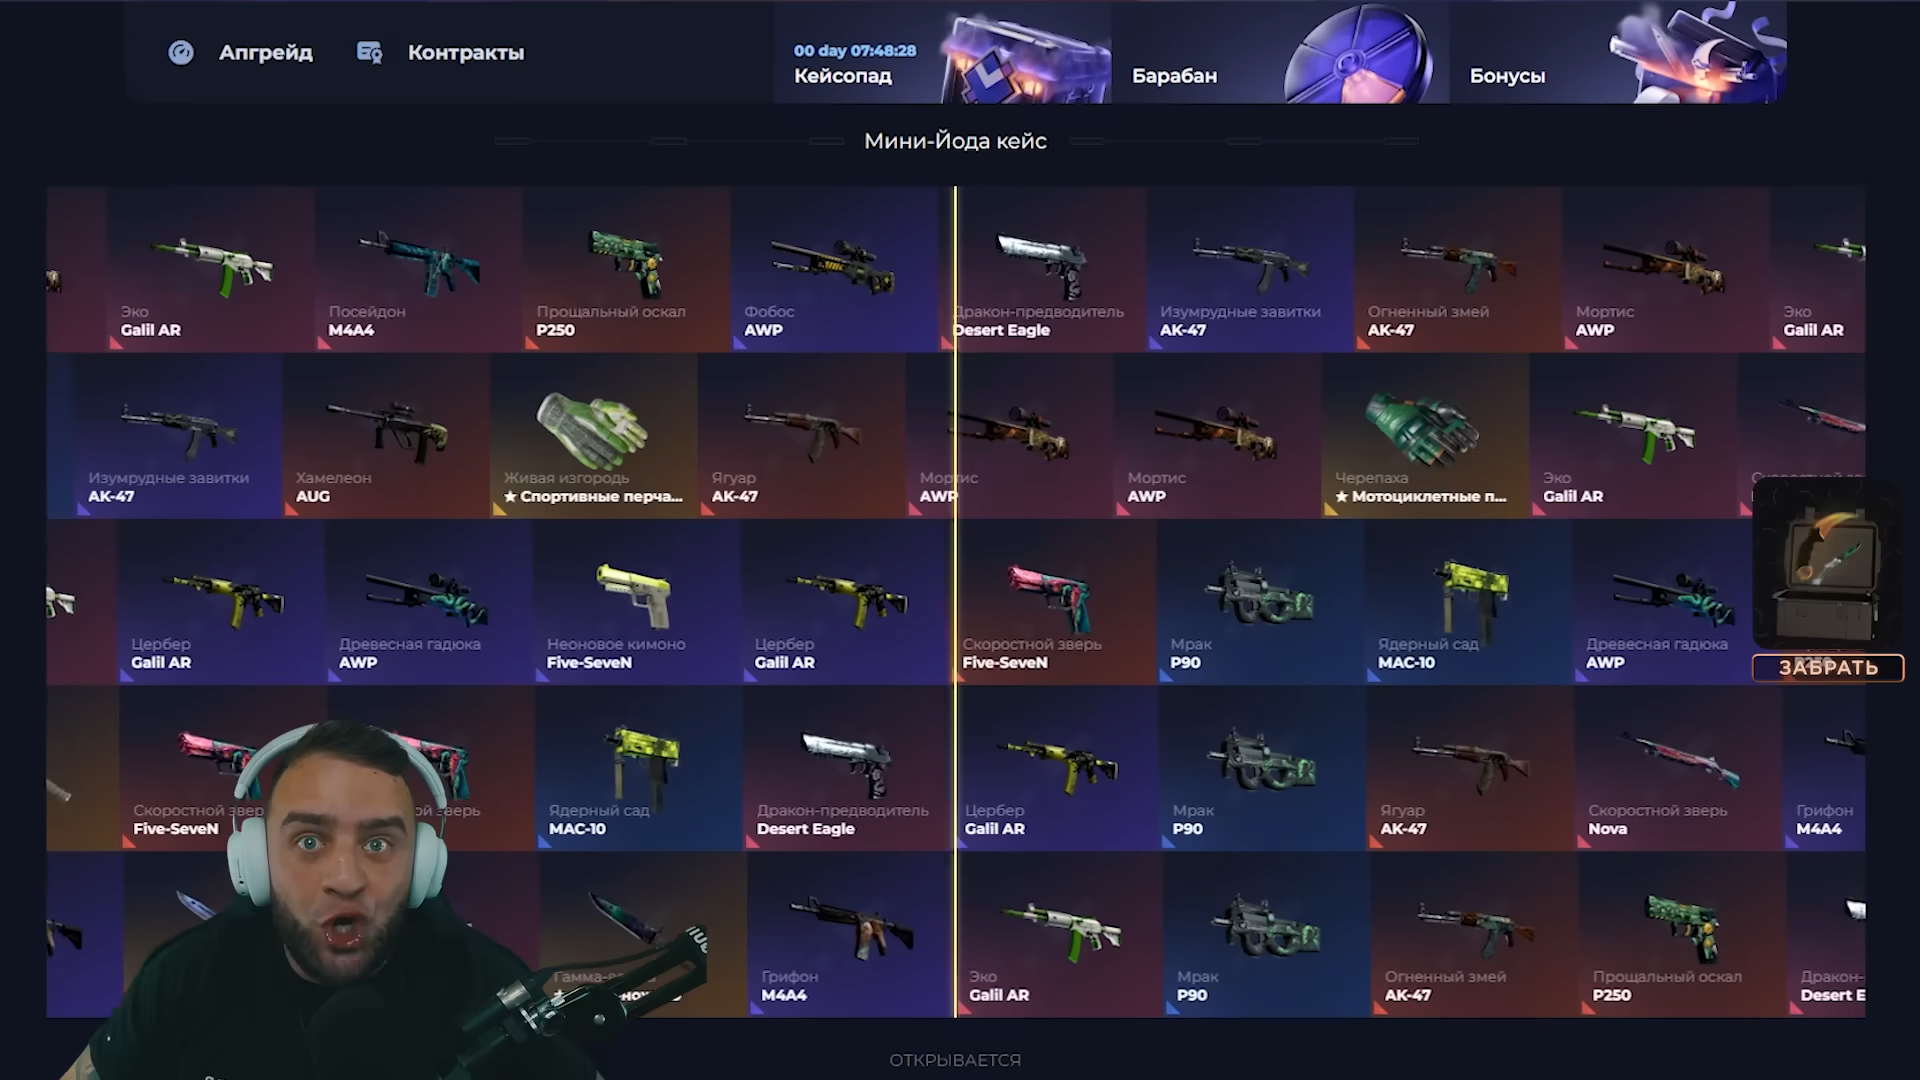 Апгрейд
Контракты
00 day 07:48:28
Кейсопад
Барабан
Бонусы
Мини-Йода кейс
Эко
Galil AR
Посейдон
M4A4
Прощальный оскал
P250
Фобос
AWP
Дракон-предводитель
Desert Eagle
Изумрудные завитки
AK-47
Огненный змей
AK-47
Мортис
AWP
Эко
Galil AR
Изумрудные завитки
AK-47
Хамелеон
AUG
Живая изгородь
★ Спортивные перча...
Ягуар
AK-47
Мортис
AWP
Мортис
AWP
Черепаха
★ Мотоциклетные п...
Эко
Galil AR
Цербер
Galil AR
Древесная гадюка
AWP
Неоновое кимоно
Five-SeveN
Цербер
Galil AR
Скоростной зверь
Five-SeveN
Мрак
P90
Ядерный сад
MAC-10
Древесная гадюка
AWP
ЗАБРАТЬ
Скоростной звер
Five-SeveN
ой зверь
Ядерный сад
MAC-10
Дракон-предводитель
Desert Eagle
Цербер
Galil AR
Мрак
P90
Ягуар
AK-47
Скоростной зверь
Nova
Грифон
M4A4
Гамма-
Грифон
M4A4
Эко
Galil AR
Мрак
P90
Огненный змей
AK-47
Прощальный оскал
P250
Дракон-
Desert E
ОТКРЫВАЕТСЯ